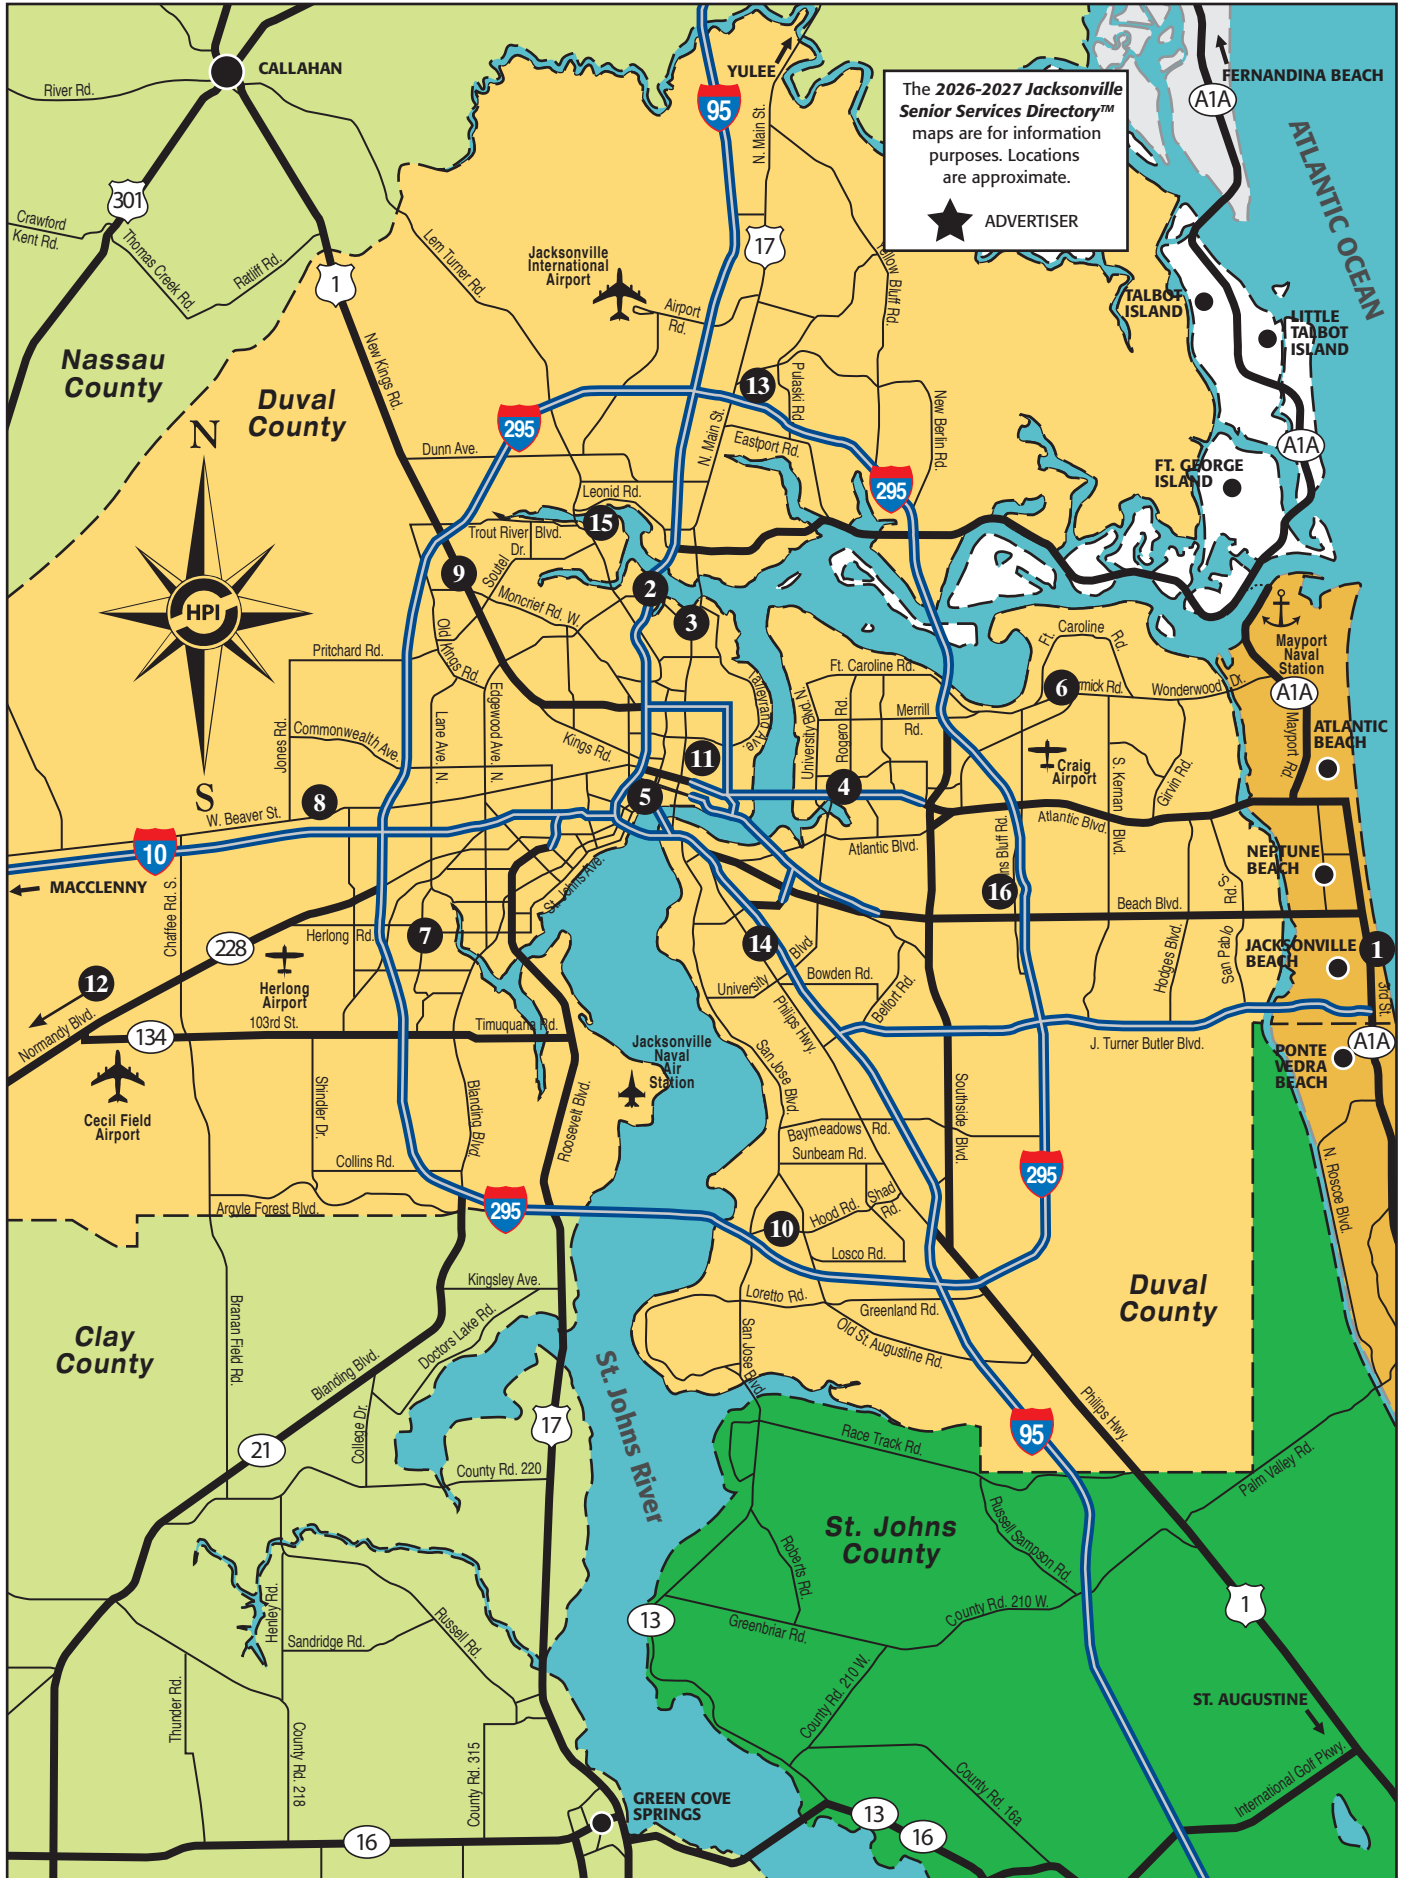 CALLAHAN
River Rd.
YULEE
95
N. Main St.
The 2026-2027 Jacksonville
Senior Services Directory™
maps are for information
purposes. Locations
are approximate.
ADVERTISER
FERNANDINA BEACH
A1A
ATLANTIC OCEAN
301
Crawford
Kent Rd.
Thomas Creek Rd.
Ratliff Rd.
1
Lem Turner Rd.
Jacksonville
International
Airport
17
Airport
Rd.
Yellow Bluff Rd.
TALBOT
ISLAND
LITTLE
TALBOT
ISLAND
Nassau
County
Duval
County
New Kings Rd.
N
295
13
Pulaski Rd.
N. Main St.
Eastport Rd.
New Berlin Rd.
A1A
Dunn Ave.
Leonid Rd.
295
FT. GEORGE
ISLAND
15
Trout River Blvd.
Soutel
Dr.
9
2
3
Moncrief Rd. W.
HPI
Old Kings Rd.
Pritchard Rd.
Ft. Caroline Rd.
Ft. Caroline Rd.
Mayport
Naval
Station
6
Wonderwood Dr.
A1A
Talleyrand Ave.
University Blvd. N.
Rogero Rd.
Merrill
Rd.
Jones Rd.
Commonwealth Ave.
Lane Ave. N.
Edgewood Ave. N.
Kings Rd.
11
Craig
Airport
S. Kernan
Blvd.
Girvin Rd.
Mayport Rd.
ATLANTIC
BEACH
S
8
W. Beaver St.
5
4
Atlantic Blvd.
Atlantic Blvd.
10
MACCLENNY
Chaffee Rd. S.
St. Johns Ave.
16
NEPTUNE
BEACH
Beach Blvd.
S.
San Pablo
Rd.
228
Herlong Rd.
7
14
University
Blvd.
Bowden Rd.
Belfort Rd.
Hodges Blvd.
JACKSONVILLE
BEACH
1
12
Herlong
Airport
Normandy Blvd.
134
103rd St.
Timuquana Rd.
Philips Hwy.
J. Turner Butler Blvd.
3rd St.
A1A
PONTE
VEDRA
BEACH
Jacksonville
Naval
Air
Station
San Jose Blvd.
Cecil Field
Airport
Shindler Dr.
Blanding Blvd.
Roosevelt Blvd.
Southside Blvd.
Baymeadows Rd.
Sunbeam Rd.
Collins Rd.
295
N. Roscoe Blvd.
Argyle Forest Blvd.
295
10
Hood Rd.
Shad
Rd.
Losco Rd.
Kingsley Ave.
Loretto Rd.
Greenland Rd.
Duval
County
Clay
County
Branan Field Rd.
Doctors Lake Rd.
Blanding Blvd.
San Jose Blvd.
Old St. Augustine Rd.
St. Johns River
College Dr.
17
21
County Rd. 220
Philips Hwy.
95
Race Track Rd.
Palm Valley Rd.
St. Johns
County
Russell Sampson Rd.
Roberts Rd.
Henley Rd.
Sandridge Rd.
Russell Rd.
13
Greenbriar Rd.
County Rd. 210 W.
1
Thunder Rd.
County Rd. 218
County Rd. 315
County Rd. 210 W.
ST. AUGUSTINE
International Golf Pkwy.
GREEN COVE
SPRINGS
County Rd. 16a
16
13
16